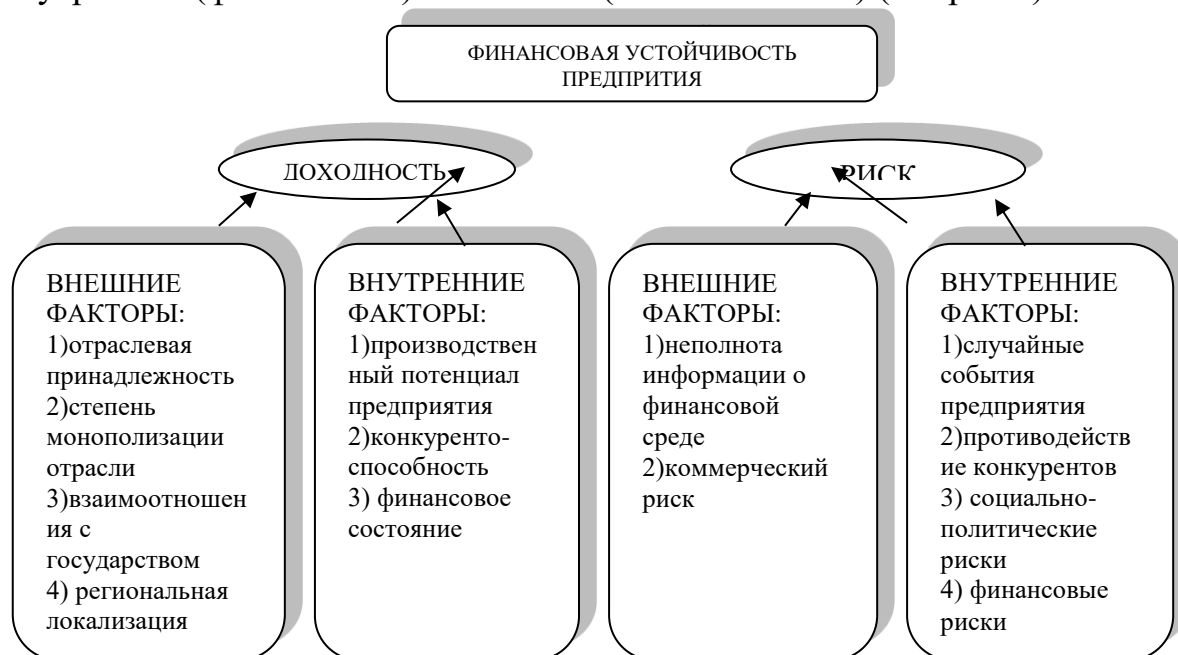 ФИНАНСОВАЯ УСТОЙЧИВОСТЬ
ПРЕДПРИТИЯ
ДОХОДНОСТЬ
РИСК
ВНЕШНИЕ
ФАКТОРЫ:
1)отраслевая
принадлежность
2)степень
монополизации
отрасли
3)взаимоотношен
ия с
государством
4) региональная
локализация
ВНУТРЕННИЕ
ФАКТОРЫ:
1)производствен
ный потенциал
предприятия
2)конкуренто-
способность
3) финансовое
состояние
ВНЕШНИЕ
ФАКТОРЫ:
1)неполнота
информации о
финансовой
среде
2)коммерческий
риск
ВНУТРЕННИЕ
ФАКТОРЫ:
1)случайные
события
предприятия
2)противодейств
ие конкурентов
3) социально-
политические
риски
4) финансовые
риски